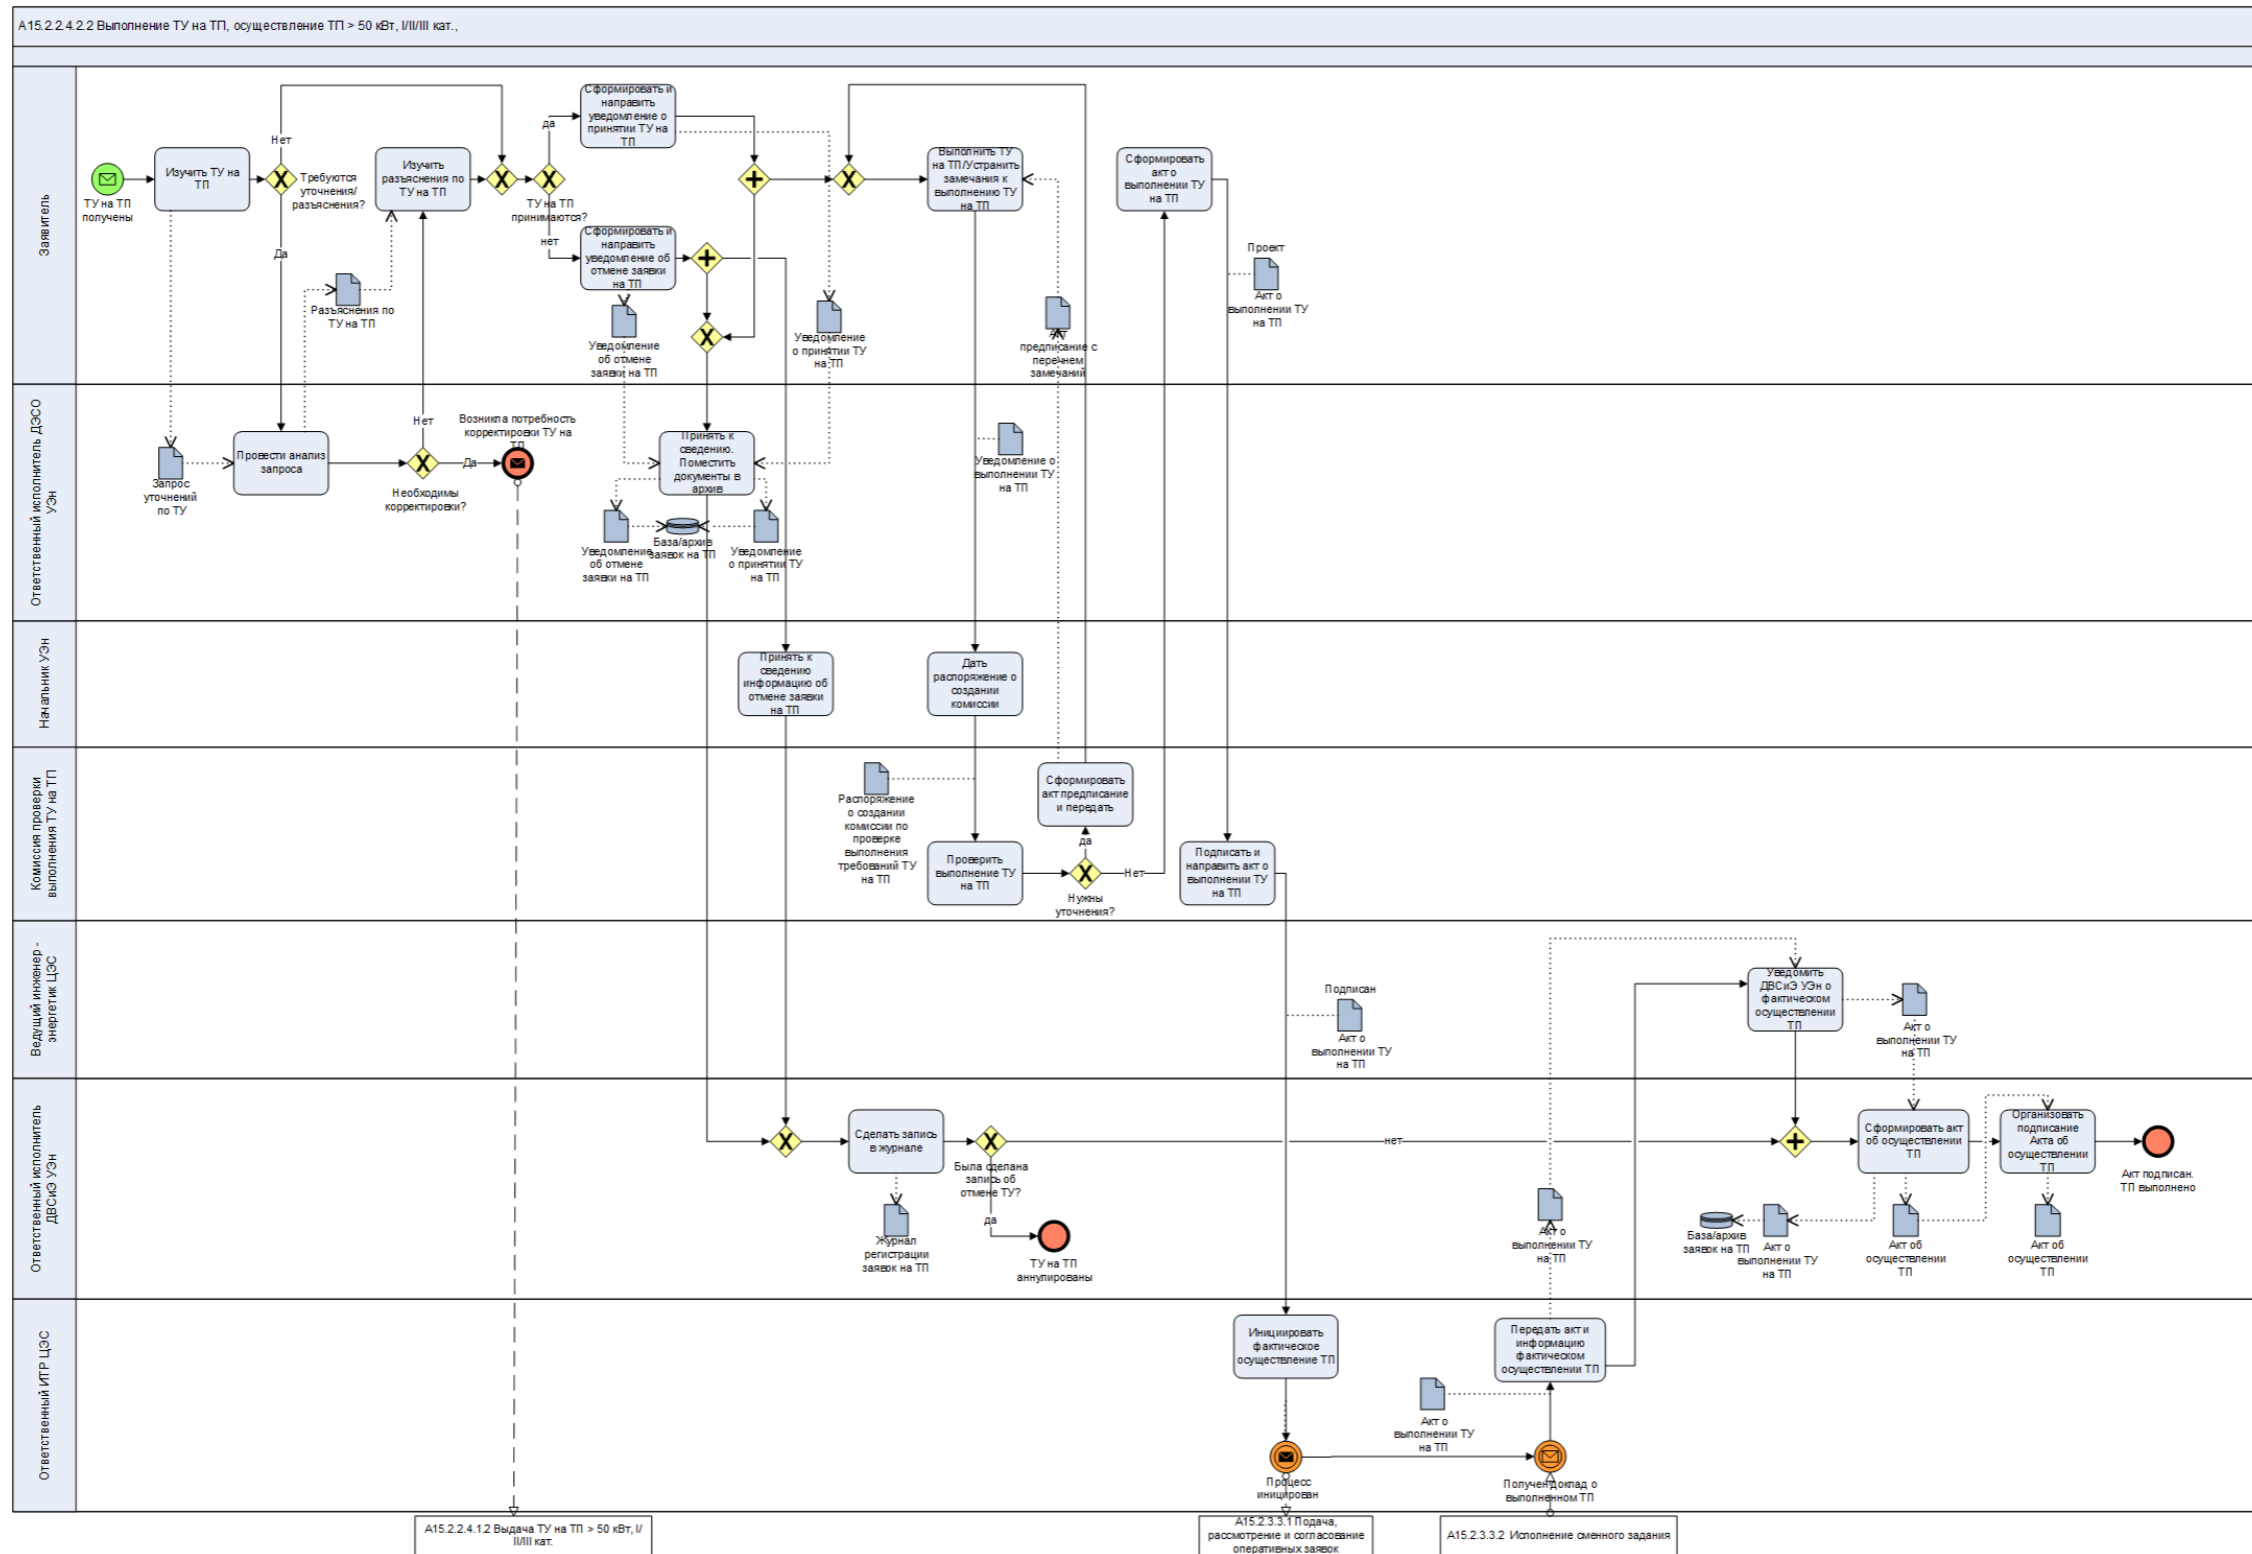 А15.2.2.4.2.2 Выполнение ТУ на ТП, осуществление ТП > 50 кВт, I/II/III кат.,
Заявитель
ТУ на ТП
получены
Изучить ТУ на
ТП
Нет
Требуются
уточнения/
разъяснения?
Да
Изучить
разъяснения по
ТУ на ТП
Разъяснения по
ТУ на ТП
да
ТУ на ТП
принимаются?
нет
Сформировать и
направить
уведомление о
принятии ТУ на
ТП
Сформировать и
направить
уведомление об
отмене заявки
на ТП
Уведомление
об отмене
заявки на ТП
Уведомление
о принятии ТУ
на ТП
Выполнить ТУ
на ТП/Устранить
замечания к
выполнению ТУ
на ТП
Акт
предписание с
перечнем
замечаний
Сформировать
акт о
выполнении ТУ
на ТП
Проект
Акт о
выполнении ТУ
на ТП
Ответственный исполнитель ДЭСО
УЭн
Запрос
уточнений
по ТУ
Провести анализ
запроса
Нет
Необходимы
корректировки?
Да
Возникла потребность
корректировки ТУ на
ТП
Принять к
сведению.
Поместить
документы в
архив
Уведомление
об отмене
заявки на ТП
База/архив
заявок на ТП
Уведомление
о принятии ТУ
на ТП
Уведомление о
выполнении ТУ
на ТП
Начальник УЭн
Принять к
сведению
информацию об
отмене заявки
на ТП
Дать
распоряжение о
создании
комиссии
Комиссия проверки
выполнения ТУ на ТП
Распоряжение
о создании
комиссии по
проверке
выполнения
требований ТУ
на ТП
Проверить
выполнение ТУ
на ТП
Сформировать
акт предписание
и передать
да
Нужны
уточнения?
Нет
Подписать и
направить акт о
выполнении ТУ
на ТП
Ведущий инженер -
энергетик ЦЭС
Подписан
Акт о
выполнении ТУ
на ТП
Уведомить
ДВСиЭ УЭн о
фактическом
осуществлении
ТП
Акт о
выполнении ТУ
на ТП
Ответственный исполнитель
ДВСиЭ УЭн
Сделать запись
в журнале
Журнал
регистрации
заявок на ТП
Была сделана
запись об
отмене ТУ?
да
нет
ТУ на ТП
аннулированы
Акт о
выполнении ТУ
на ТП
Сформировать акт
об осуществлении
ТП
База/архив
заявок на ТП
Акт о
выполнении ТУ
на ТП
Акт об
осуществлении
ТП
Организовать
подписание
Акта об
осуществлении
ТП
Акт об
осуществлении
ТП
Акт подписан.
ТП выполнено
Ответственный ИТР ЦЭС
Инициировать
фактическое
осуществление ТП
Процесс
инициирован
Акт о
выполнении ТУ
на ТП
Передать акт и
информацию
фактическом
осуществлении ТП
Получен доклад о
выполненном ТП
А15.2.2.4.1.2 Выдача ТУ на ТП > 50 кВт, I/
II/III кат.
А15.2.3.3.1 Подача,
рассмотрение и согласование
оперативных заявок
А15.2.3.3.2 Исполнение сменного задания